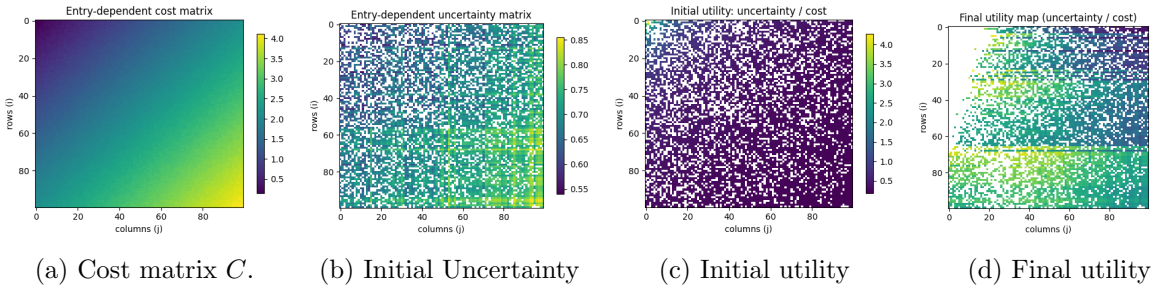 Entry-dependent cost matrix
0
20
40
60
80
rows (i)
0 20 40 60 80
columns (j)
4.0
3.5
3.0
2.5
2.0
1.5
1.0
0.5
(a) Cost matrix C.
Entry-dependent uncertainty matrix
0
20
40
60
80
rows (i)
0 20 40 60 80
columns (j)
0.85
0.80
0.75
0.70
0.65
0.60
0.55
(b) Initial Uncertainty
Initial utility: uncertainty / cost
0
20
40
60
80
rows (i)
0 20 40 60 80
columns (j)
4.0
3.5
3.0
2.5
2.0
1.5
1.0
0.5
(c) Initial utility
Final utility map (uncertainty / cost)
0
20
40
60
80
rows (i)
0 20 40 60 80
columns (j)
(d) Final utility